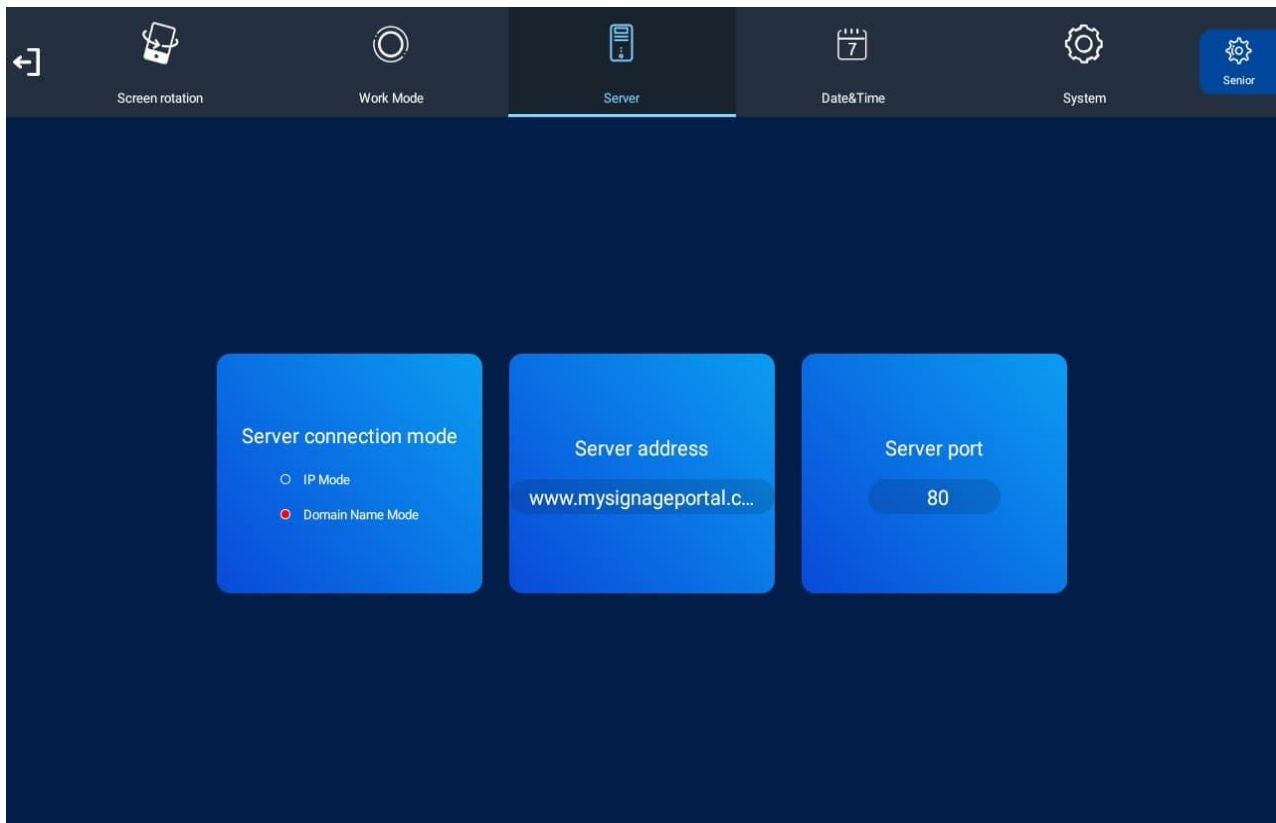 Screen rotation
Work Mode
Server
7
Date&Time
System
Senior
Server connection mode
IP Mode
Domain Name Mode
Server address
www.mysignageportal.c...
Server port
80